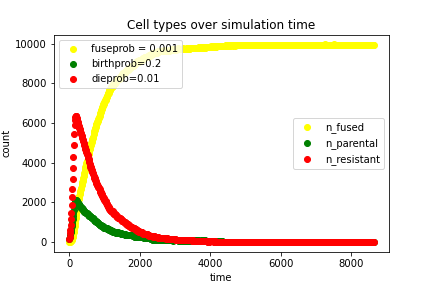 Cell types over simulation time
fuseprob = 0.001
birthprob=0.2
dieprob=0.01
n_fused
n_parental
n_resistant
10000
8000
6000
4000
2000
0
count
0
2000
4000
6000
8000
time